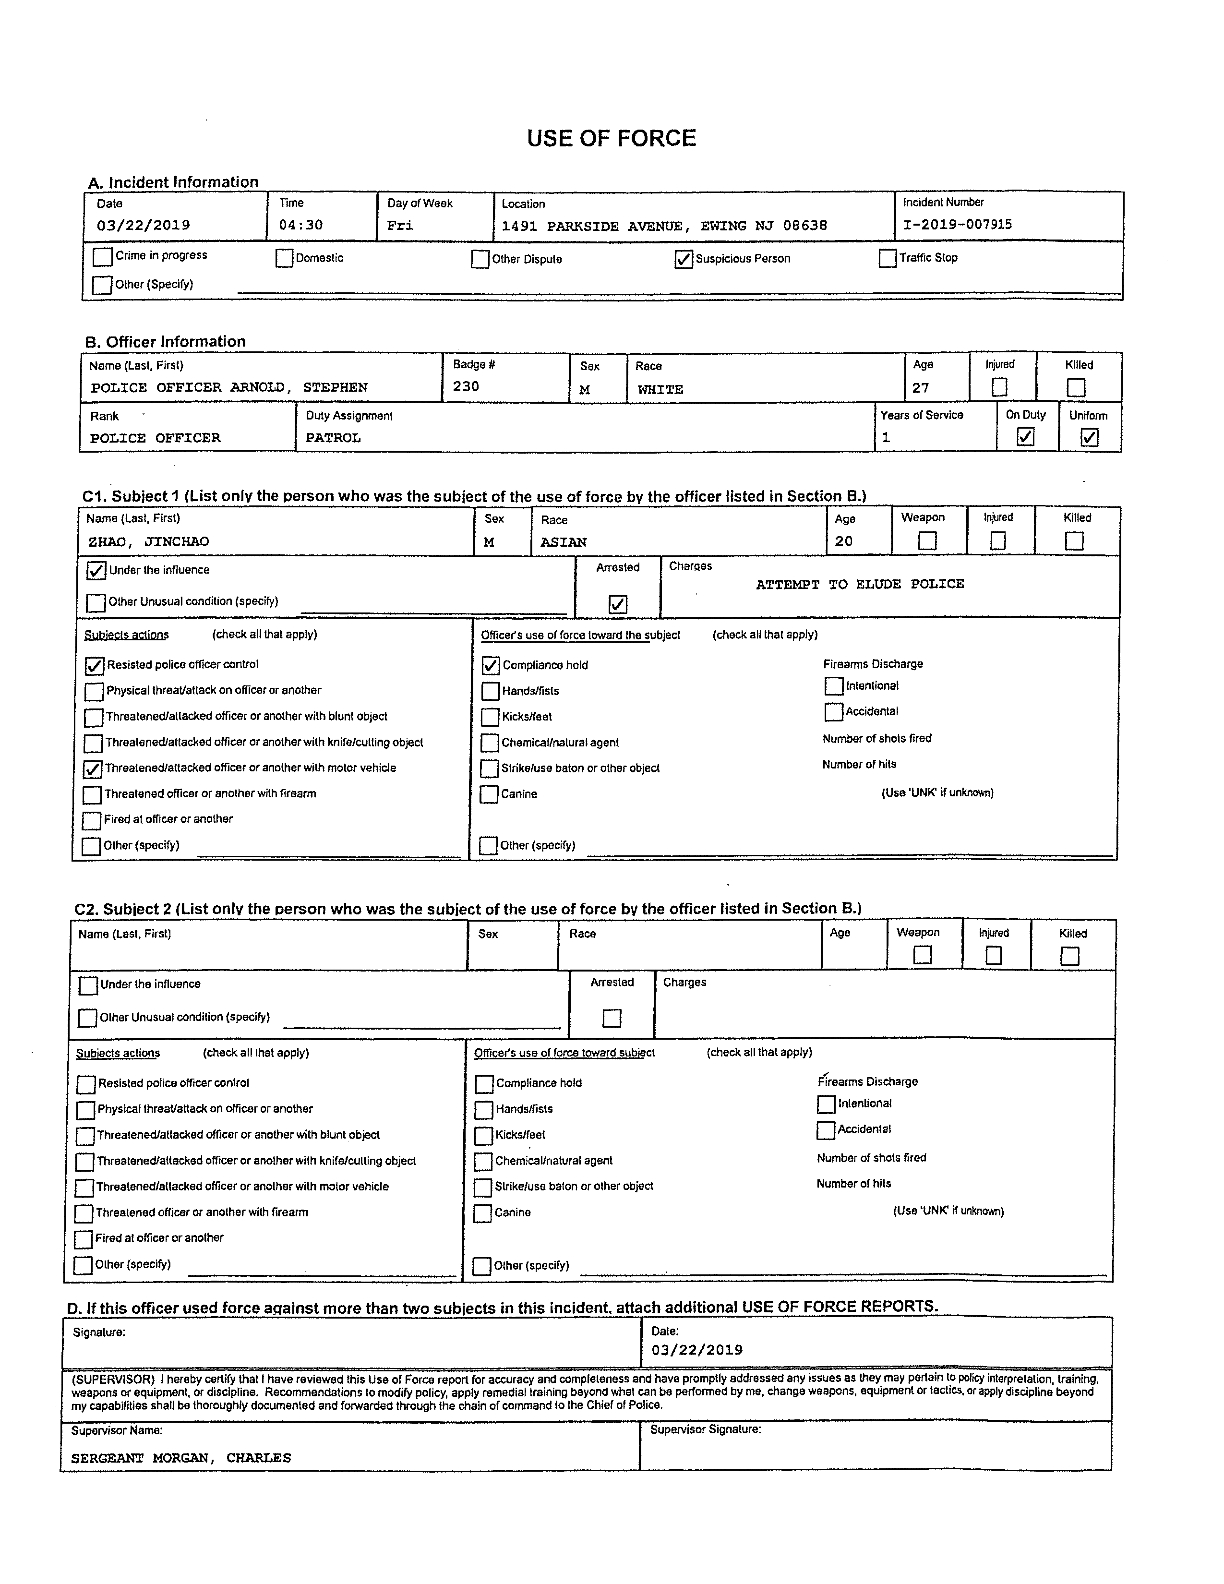 USE OF FORCE
A. Incident Information
Date Time Day of Week Location Incident Number
03/22/2019 04:30 Fri 1491 PARKSIDE AVENUE, EWING NJ 08638 I-2019-007915
Crime in progress Domestic Other Dispute Suspicious Person Traffic Stop
Other (Specify)
B. Officer Information
Name (Last, First) Badge # Sex Race Age Injured Killed
POLICE OFFICER ARNOLD, STEPHEN 230 M WHITE 27
Rank Duty Assignment Years of Service On Duty Uniform
POLICE OFFICER PATROL 1
C1. Subject 1 (List only the person who was the subject of the use of force by the officer listed in Section B.)
Name (Last, First) Sex Race Age Weapon Injured Killed
ZHAO, JINCHAO M ASIAN 20
Under the influence Arrested Charges
ATTEMPT TO ELUDE POLICE
Other Unusual condition (specify)
Subjects actions (check all that apply) Officer's use of force toward the subject (check all that apply)
Resisted police officer control Compliance hold Firearms Discharge
Physical threat/attack on officer or another Hands/fists Intentional
Threatened/attacked officer or another with blunt object Kicks/feet Accidental
Threatened/attacked officer or another with knife/cutting object Chemical/natural agent Number of shots fired
Threatened/attacked officer or another with motor vehicle Strike/use baton or other object Number of hits
Threatened officer or another with firearm Canine (Use 'UNK' if unknown)
Fired at officer or another
Other (specify) Other (specify)
C2. Subject 2 (List only the person who was the subject of the use of force by the officer listed in Section B.)
Name (Last, First) Sex Race Age Weapon Injured Killed
Under the influence Arrested Charges
Other Unusual condition (specify)
Subjects actions (check all that apply) Officer's use of force toward subject (check all that apply)
Resisted police officer control Compliance hold Firearms Discharge
Physical threat/attack on officer or another Hands/fists Intentional
Threatened/attacked officer or another with blunt object Kicks/feet Accidental
Threatened/attacked officer or another with knife/cutting object Chemical/natural agent Number of shots fired
Threatened/attacked officer or another with motor vehicle Strike/use baton or other object Number of hits
Threatened officer or another with firearm Canine (Use 'UNK' if unknown)
Fired at officer or another
Other (specify) Other (specify)
D. If this officer used force against more than two subjects in this incident, attach additional USE OF FORCE REPORTS.
Signature: Date:
03/22/2019
(SUPERVISOR) I hereby certify that I have reviewed this Use of Force report for accuracy and completeness and have promptly addressed any issues as they may pertain to policy interpretation, training,
weapons or equipment, or discipline. Recommendations to modify policy, apply remedial training beyond what can be performed by me, change weapons, equipment or tactics, or apply discipline beyond
my capabilities shall be thoroughly documented and forwarded through the chain of command to the Chief of Police.
Supervisor Name: Supervisor Signature:
SERGEANT MORGAN, CHARLES